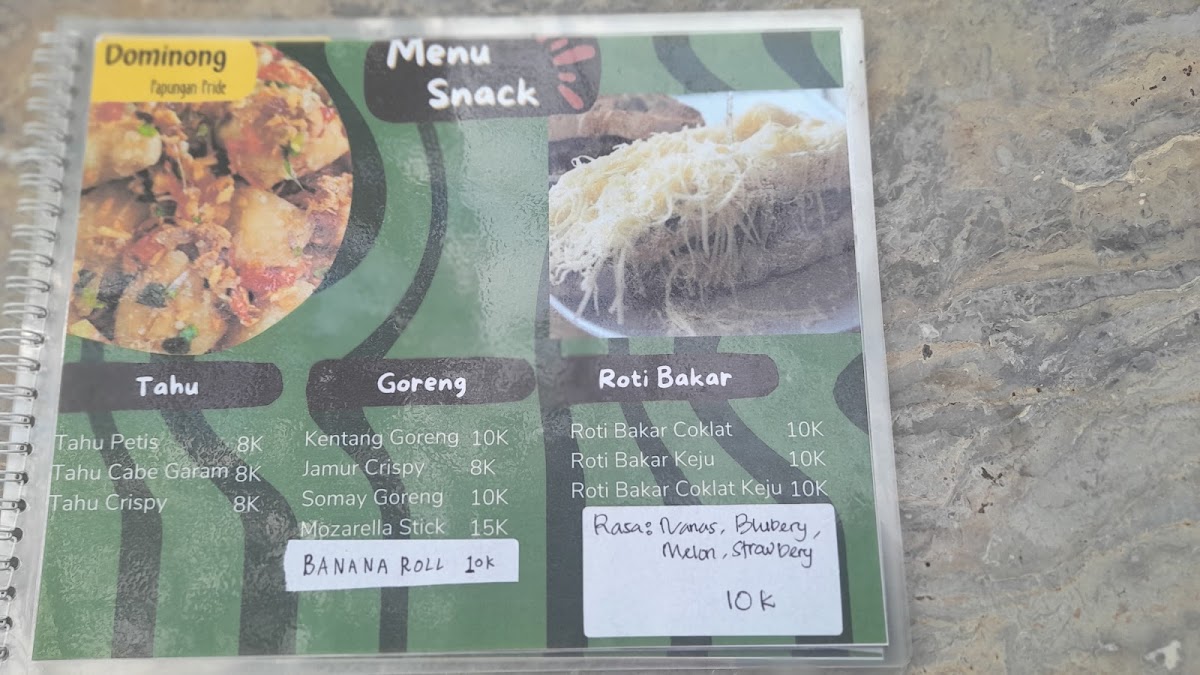 Dominong
Papungan Pride
Menu
Snack
Tahu
Tahu Petis 8K
Tahu Cabe Garam 8K
Tahu Crispy 8K
Goreng
Kentang Goreng 10K
Jamur Crispy 8K
Somay Goreng 10K
Mozarella Stick 15K
BANANA ROLL 10K
Roti Bakar
Roti Bakar Coklat 10K
Roti Bakar Keju 10K
Roti Bakar Coklat Keju 10K
Rasa: Nanas, Blubery,
Melon, Strawbery
10K